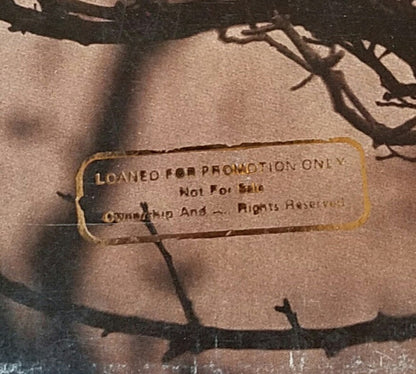 LOANED FOR PROMOTION ONLY
Not For Sale
Ownership And Rights Reserved